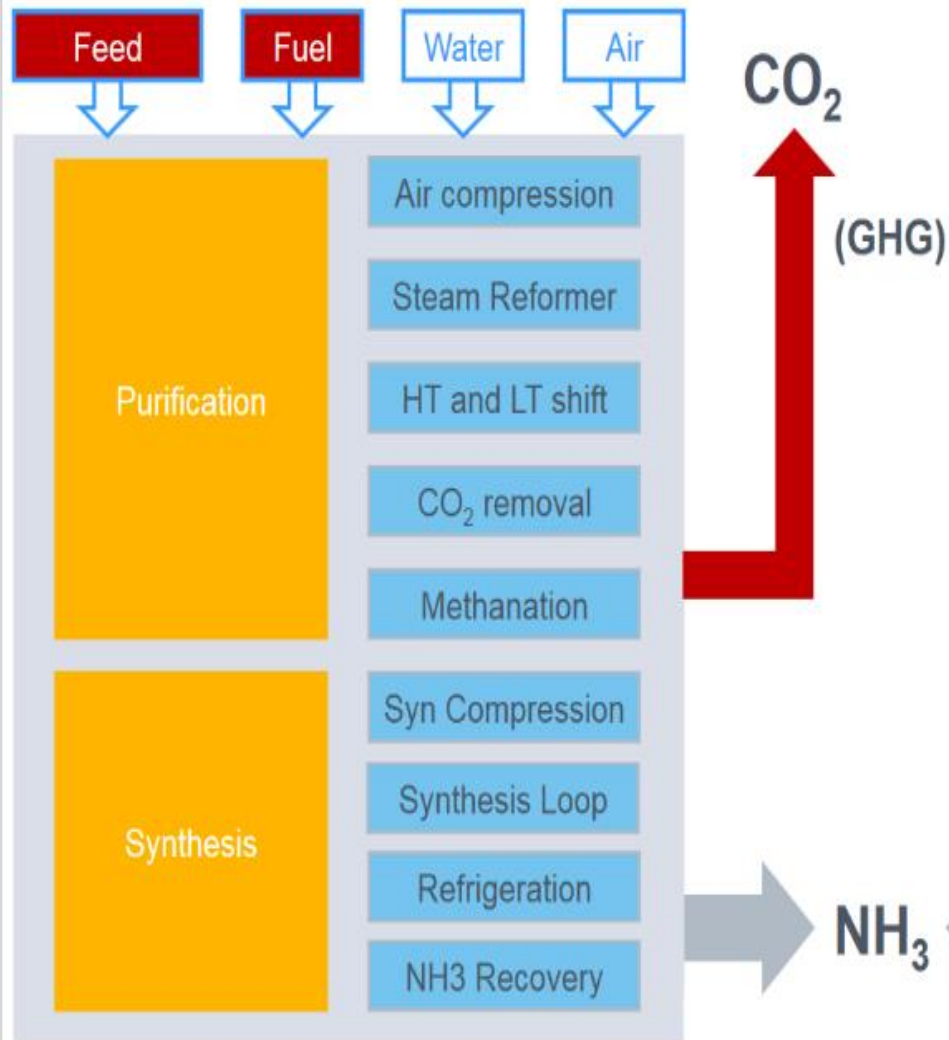 Feed Fuel Water Air
CO₂
(GHG)
Purification
Air compression
Steam Reformer
HT and LT shift
CO₂ removal
Methanation
Synthesis
Syn Compression
Synthesis Loop
Refrigeration
NH3 Recovery
NH₃